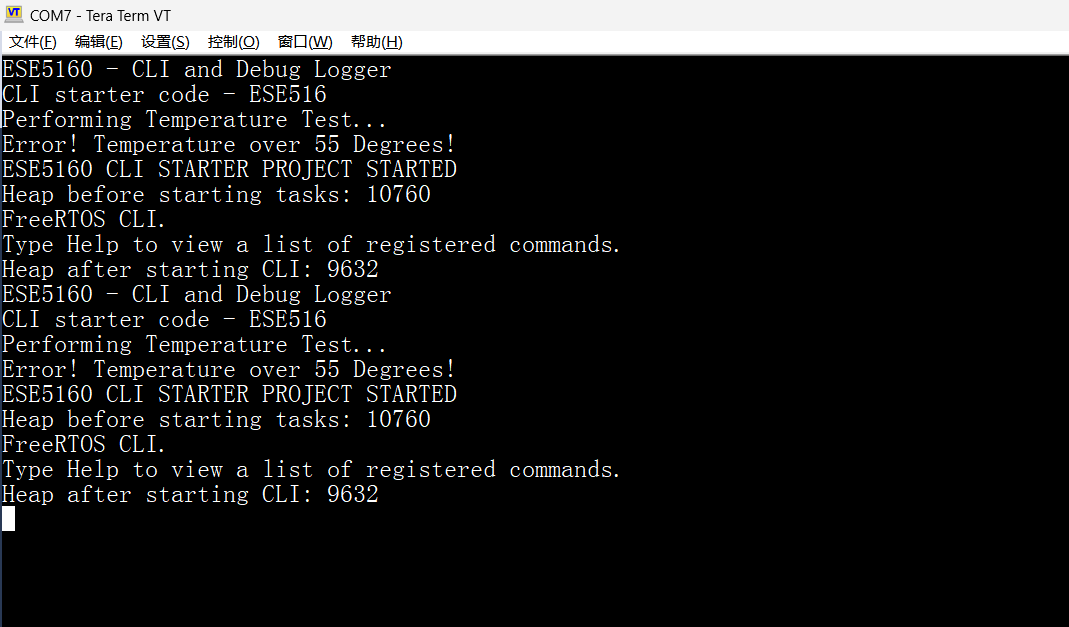 VT COM7 - Tera Term VT
文件(F) 编辑(E) 设置(S) 控制(O) 窗口(W) 帮助(H)
ESE5160 - CLI and Debug Logger
CLI starter code - ESE516
Performing Temperature Test...
Error! Temperature over 55 Degrees!
ESE5160 CLI STARTER PROJECT STARTED
Heap before starting tasks: 10760
FreeRTOS CLI.
Type Help to view a list of registered commands.
Heap after starting CLI: 9632
ESE5160 - CLI and Debug Logger
CLI starter code - ESE516
Performing Temperature Test...
Error! Temperature over 55 Degrees!
ESE5160 CLI STARTER PROJECT STARTED
Heap before starting tasks: 10760
FreeRTOS CLI.
Type Help to view a list of registered commands.
Heap after starting CLI: 9632